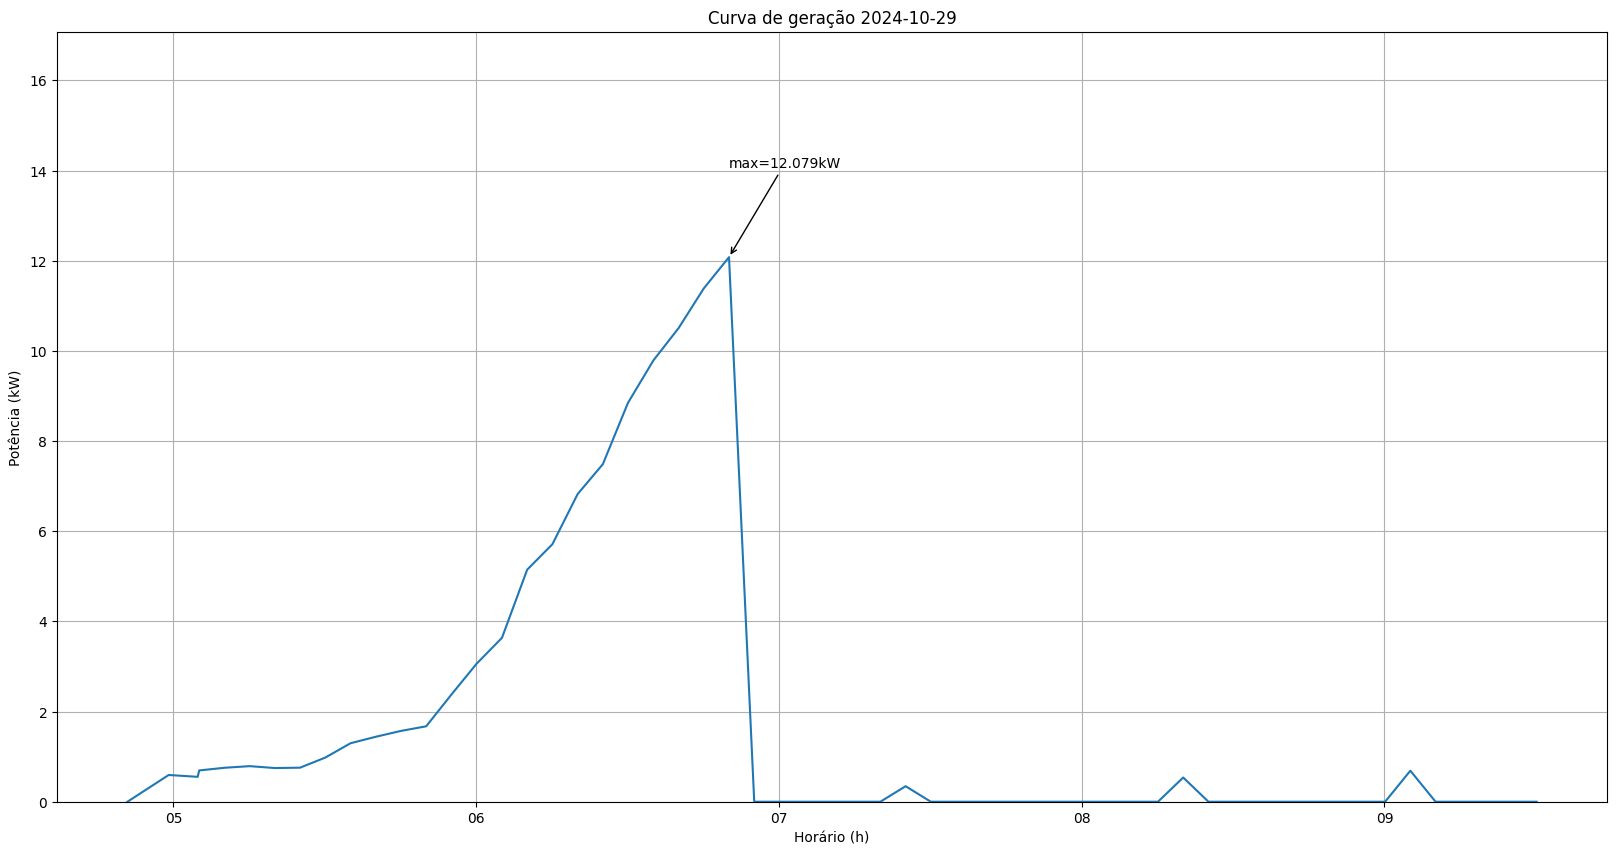 Curva de geração 2024-10-29
16
14
12
10
8
6
4
2
0
Potência (kW)
max=12.079kW
05 06 07 08 09
Horário (h)